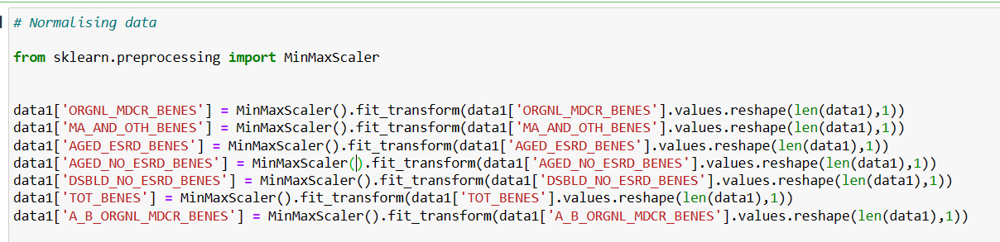 # Normalising data
from sklearn.preprocessing import MinMaxScaler
data1['ORGNL_MDCR_BENES'] = MinMaxScaler().fit_transform(data1['ORGNL_MDCR_BENES'].values.reshape(len(data1),1))
data1['MA_AND_OTH_BENES'] = MinMaxScaler().fit_transform(data1['MA_AND_OTH_BENES'].values.reshape(len(data1),1))
data1['AGED_ESRD_BENES'] = MinMaxScaler().fit_transform(data1['AGED_ESRD_BENES'].values.reshape(len(data1),1))
data1['AGED_NO_ESRD_BENES'] = MinMaxScaler().fit_transform(data1['AGED_NO_ESRD_BENES'].values.reshape(len(data1),1))
data1['DSBLD_NO_ESRD_BENES'] = MinMaxScaler().fit_transform(data1['DSBLD_NO_ESRD_BENES'].values.reshape(len(data1),1))
data1['TOT_BENES'] = MinMaxScaler().fit_transform(data1['TOT_BENES'].values.reshape(len(data1),1))
data1['A_B_ORGNL_MDCR_BENES'] = MinMaxScaler().fit_transform(data1['A_B_ORGNL_MDCR_BENES'].values.reshape(len(data1),1))